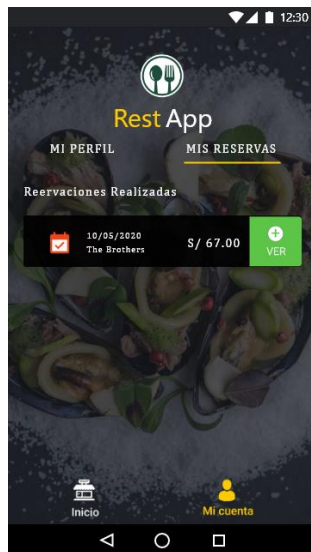 12:30
Rest App
MI PERFIL MIS RESERVAS
Reervaciones Realizadas
10/05/2020
The Brothers
S/ 67.00
VER
Inicio Mi cuenta